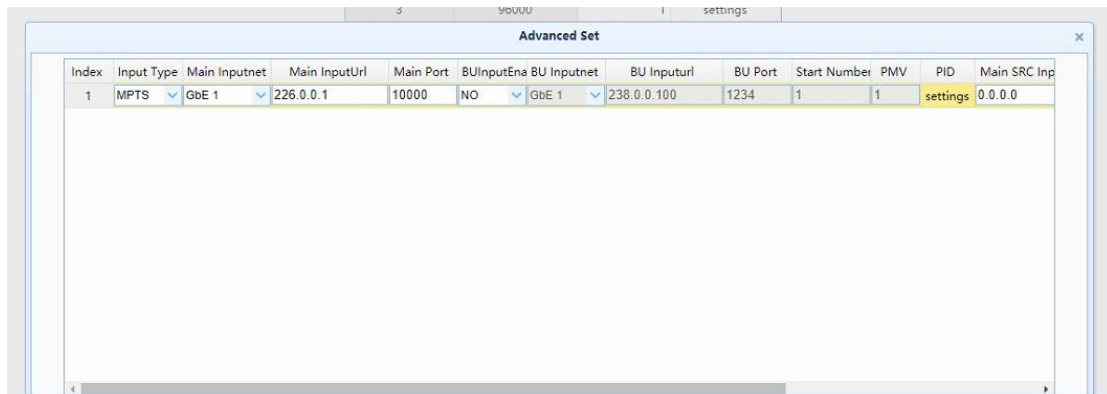 3 96000 1 settings
Advanced Set ×
Index Input Type Main Inputnet Main InputUrl Main Port BUInputEna BU Inputnet BU Inputurl BU Port Start Number PMV PID Main SRC Inp
1 MPTS GbE 1 226.0.0.1 10000 NO GbE 1 238.0.0.100 1234 1 1 settings 0.0.0.0